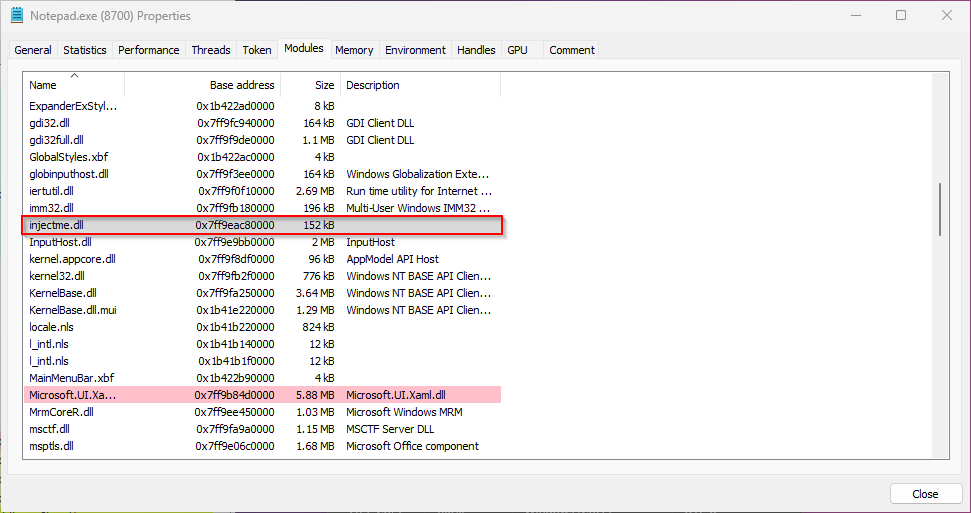 Notepad.exe (8700) Properties
General Statistics Performance Threads Token Modules Memory Environment Handles GPU Comment
Name Base address Size Description
ExpanderExStyl... 0x1b422ad0000 8 kB
gdi32.dll 0x7ff9fc940000 164 kB GDI Client DLL
gdi32full.dll 0x7ff9f9de0000 1.1 MB GDI Client DLL
GlobalStyles.xbf 0x1b422ac0000 4 kB
globinputhost.dll 0x7ff9f3ee0000 164 kB Windows Globalization Exte...
iertutil.dll 0x7ff9f0f10000 2.69 MB Run time utility for Internet ...
imm32.dll 0x7ff9fb180000 196 kB Multi-User Windows IMM32 ...
injectme.dll 0x7ff9eac80000 152 kB
InputHost.dll 0x7ff9e9bb0000 2 MB InputHost
kernel.appcore.dll 0x7ff9f8df0000 96 kB AppModel API Host
kernel32.dll 0x7ff9fb2f0000 776 kB Windows NT BASE API Clien...
KernelBase.dll 0x7ff9fa250000 3.64 MB Windows NT BASE API Clien...
KernelBase.dll.mui 0x1b41e220000 1.29 MB Windows NT BASE API Clien...
locale.nls 0x1b41b220000 824 kB
l_intl.nls 0x1b41b140000 12 kB
l_intl.nls 0x1b41b1f0000 12 kB
MainMenuBar.xbf 0x1b422b90000 4 kB
Microsoft.UI.Xa... 0x7ff9b84d0000 5.88 MB Microsoft.UI.Xaml.dll
MrmCoreR.dll 0x7ff9ee450000 1.03 MB Microsoft Windows MRM
msctf.dll 0x7ff9fa9a0000 1.15 MB MSCTF Server DLL
msptls.dll 0x7ff9e06c0000 1.68 MB Microsoft Office component
Close